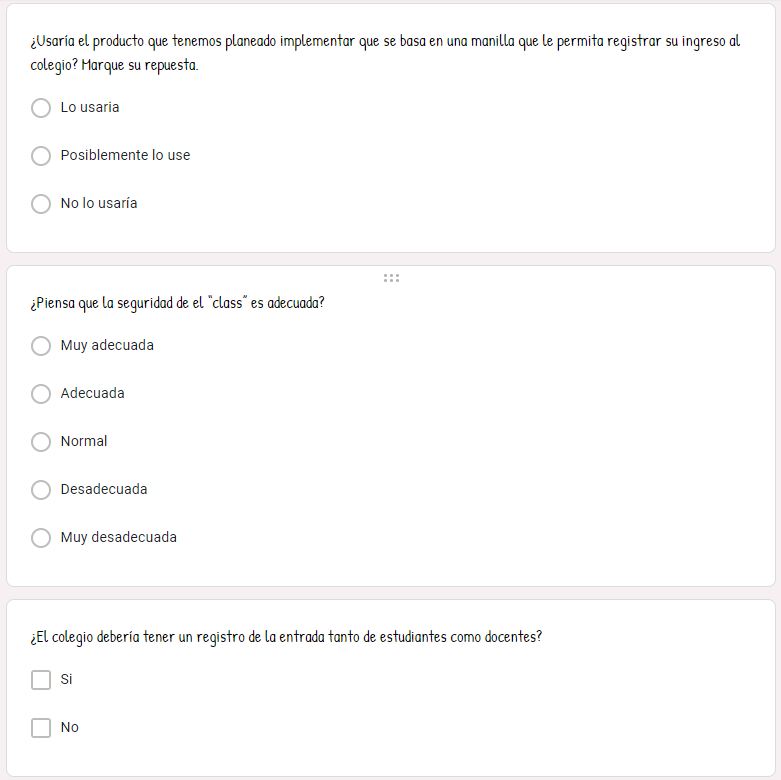 ¿Usaría el producto que tenemos planeado implementar que se basa en una manilla que le permita registrar su ingreso al
colegio? Marque su repuesta.
Lo usaria
Posiblemente lo use
No lo usaría
¿Piensa que la seguridad de el "class" es adecuada?
Muy adecuada
Adecuada
Normal
Desadecuada
Muy desadecuada
¿El colegio debería tener un registro de la entrada tanto de estudiantes como docentes?
Si
No